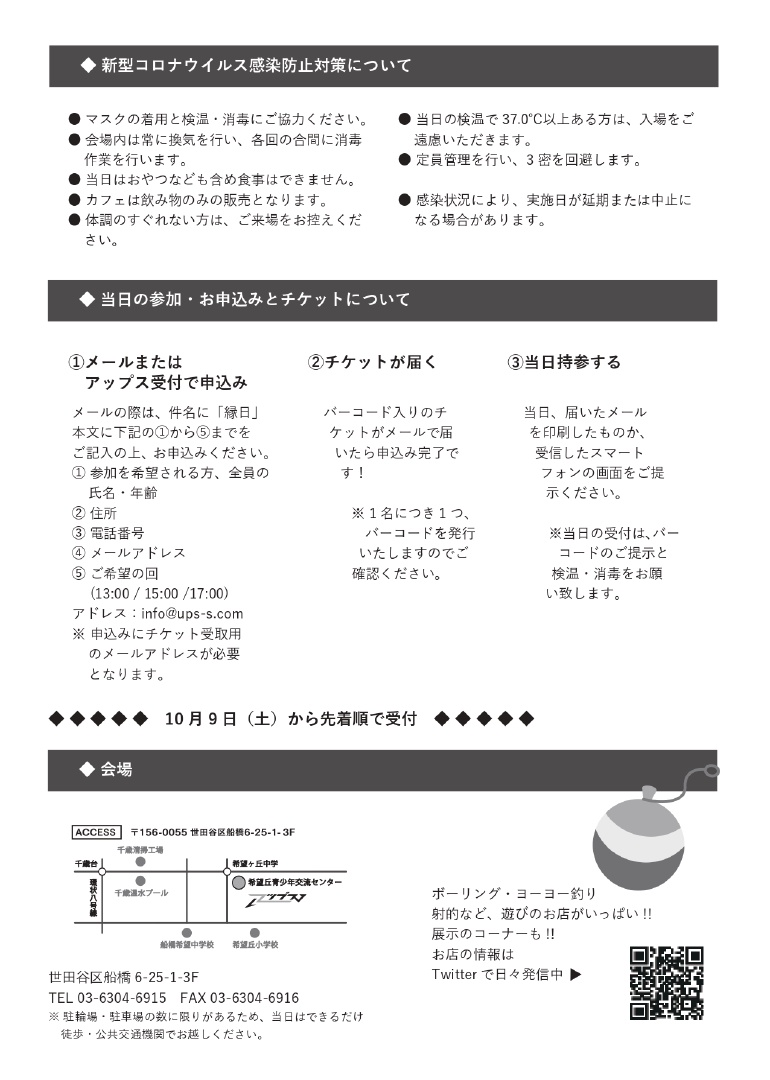 ◆ 新型コロナウイルス感染防止対策について
● マスクの着用と検温・消毒にご協力ください。
● 会場内は常に換気を行い、各回の合間に消毒
作業を行います。
● 当日はおやつなども含め食事はできません。
● カフェは飲み物のみの販売となります。
● 体調のすぐれない方は、ご来場をお控えくだ
さい。
● 当日の検温で 37.0℃以上ある方は、入場をご
遠慮いただきます。
● 定員管理を行い、3 密を回避します。
● 感染状況により、実施日が延期または中止に
なる場合があります。
◆ 当日の参加・お申込みとチケットについて
①メールまたは
アップス受付で申込み
メールの際は、件名に「縁日」
本文に下記の①から⑤までを
ご記入の上、お申込みください。
① 参加を希望される方、全員の
氏名・年齢
② 住所
③ 電話番号
④ メールアドレス
⑤ ご希望の回
(13:00 / 15:00 /17:00)
アドレス：info@ups-s.com
※ 申込みにチケット受取用
のメールアドレスが必要
となります。
②チケットが届く
バーコード入りのチ
ケットがメールで届
いたら申込み完了で
す！
※ 1 名につき 1 つ、
バーコードを発行
いたしますのでご
確認ください。
③当日持参する
当日、届いたメール
を印刷したものか、
受信したスマート
フォンの画面をご提
示ください。
※当日の受付は、バー
コードのご提示と
検温・消毒をお願
い致します。
◆ ◆ ◆ ◆ ◆ 10 月 9 日（土）から先着順で受付 ◆ ◆ ◆ ◆ ◆
◆ 会場
ACCESS 〒156-0055 世田谷区船橋6-25-1-3F
千歳清掃工場
千歳台
希望ヶ丘中学
環状八号線
千歳温水プール
希望丘青少年交流センター
アップス
船橋希望中学校
希望丘小学校
世田谷区船橋 6-25-1-3F
TEL 03-6304-6915 FAX 03-6304-6916
※ 駐輪場・駐車場の数に限りがあるため、当日はできるだけ
徒歩・公共交通機関でお越しください。
ボーリング・ヨーヨー釣り
射的など、遊びのお店がいっぱい !!
展示のコーナーも !!
お店の情報は
Twitter で日々発信中 ▶